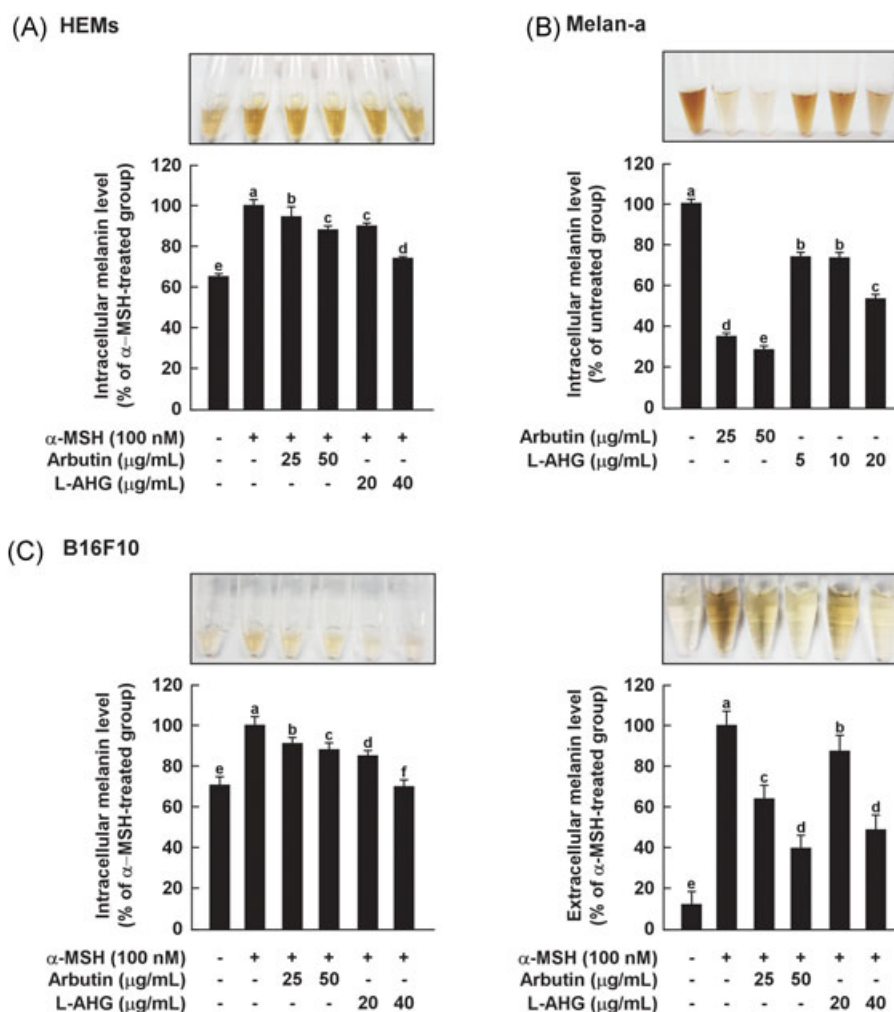 (A) HEMs
Intracellular melanin level
(% of α-MSH-treated group)
120
100
80
60
40
20
0
e a b c c d
α-MSH (100 nM) - + + + + +
Arbutin (μg/mL) - - 25 50 - -
L-AHG (μg/mL) - - - - 20 40
(B) Melan-a
Intracellular melanin level
(% of untreated group)
120
100
80
60
40
20
0
a d e b b c
Arbutin (μg/mL) - 25 50 - - -
L-AHG (μg/mL) - - - 5 10 20
(C) B16F10
Intracellular melanin level
(% of α-MSH-treated group)
120
100
80
60
40
20
0
e a b c d f
α-MSH (100 nM) - + + + + +
Arbutin (μg/mL) - - 25 50 - -
L-AHG (μg/mL) - - - - 20 40
Extracellular melanin level
(% of α-MSH-treated group)
120
100
80
60
40
20
0
e a c d b d
α-MSH (100 nM) - + + + + +
Arbutin (μg/mL) - - 25 50 - -
L-AHG (μg/mL) - - - - 20 40